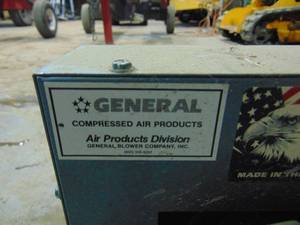 GENERAL
COMPRESSED AIR PRODUCTS
Air Products Division
GENERAL BLOWER COMPANY, INC.
MADE IN THE